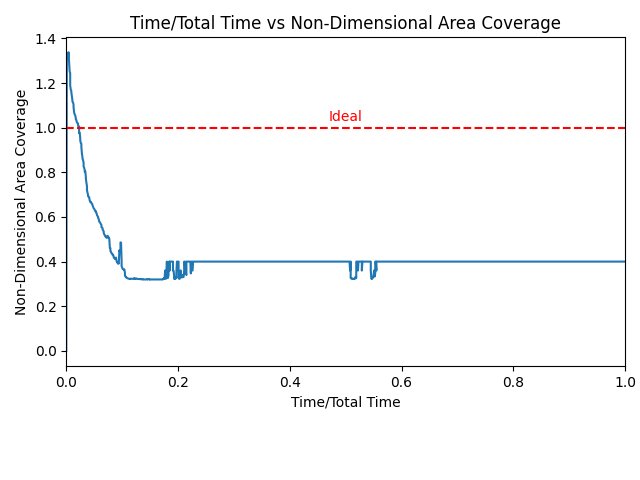 Time/Total Time vs Non-Dimensional Area Coverage
1.4
1.2
1.0
0.8
0.6
0.4
0.2
0.0
Non-Dimensional Area Coverage
Ideal
0.0 0.2 0.4 0.6 0.8 1.0
Time/Total Time